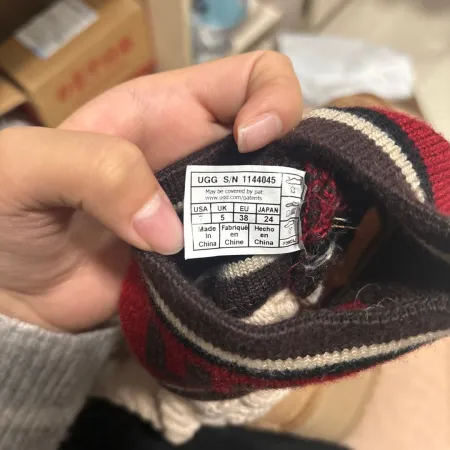 UGG S/N 1144045
May be covered by pat:
www.ugg.com/patents
USA UK EU JAPAN
5 38 24
Made Fabriqué Hecho
in en en
China Chine China